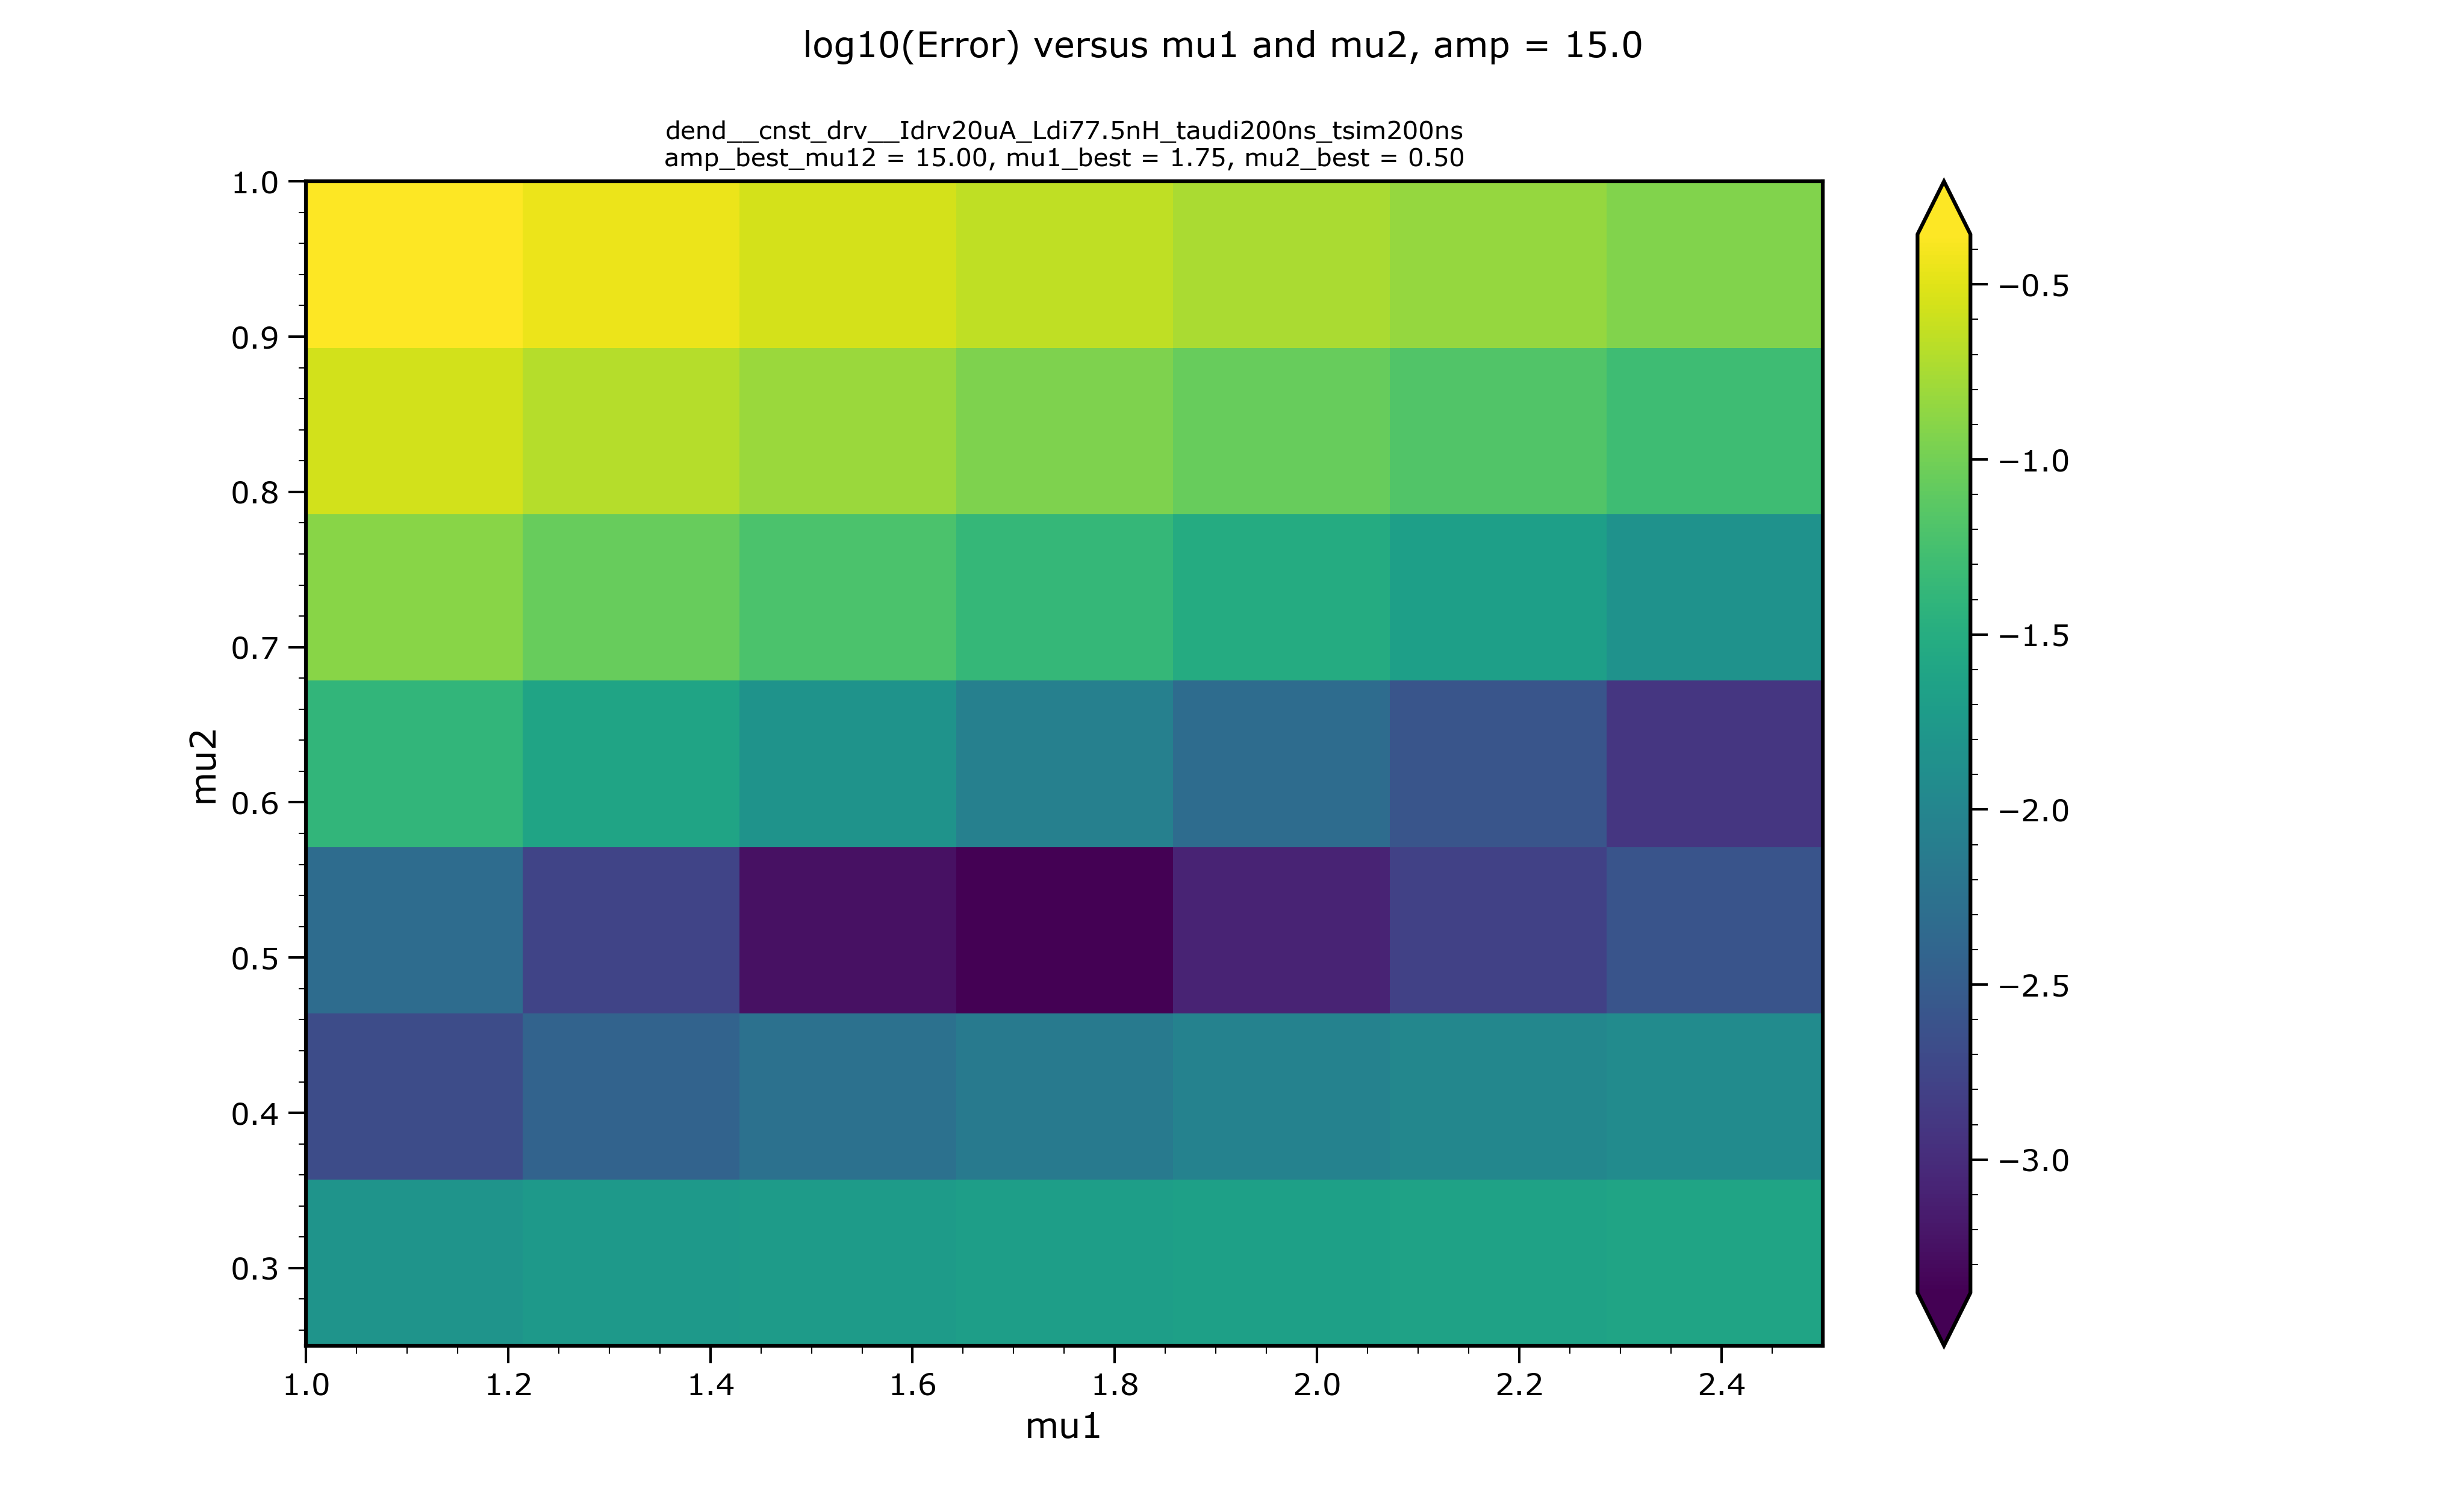 log10(Error) versus mu1 and mu2, amp = 15.0
dend__cnst_drv__Idrv20uA_Ldi77.5nH_taudi200ns_tsim200ns
amp_best_mu12 = 15.00, mu1_best = 1.75, mu2_best = 0.50
mu2
1.0
0.9
0.8
0.7
0.6
0.5
0.4
0.3
1.0 1.2 1.4 1.6 1.8 2.0 2.2 2.4
mu1
−0.5
−1.0
−1.5
−2.0
−2.5
−3.0